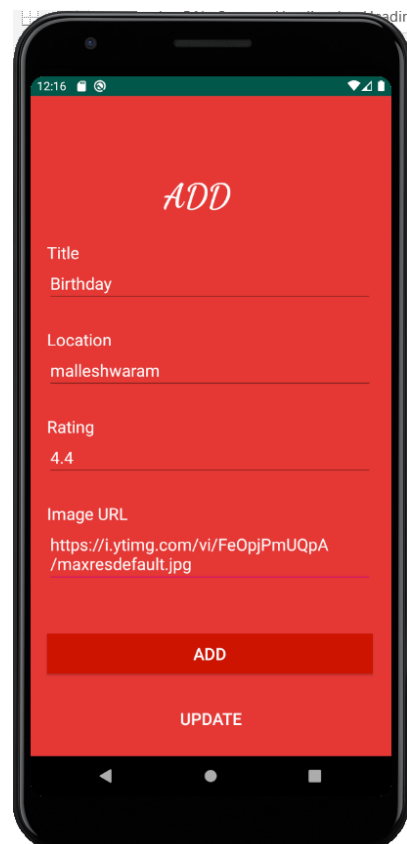 12:16
ADD
Title
Birthday
Location
malleshwaram
Rating
4.4
Image URL
https://i.ytimg.com/vi/FeOpjPmUQpA
/maxresdefault.jpg
ADD
UPDATE